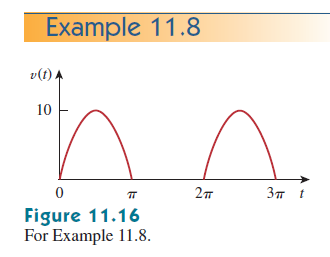 Example 11.8
v(t)
10
0 π 2π 3π t
Figure 11.16
For Example 11.8.